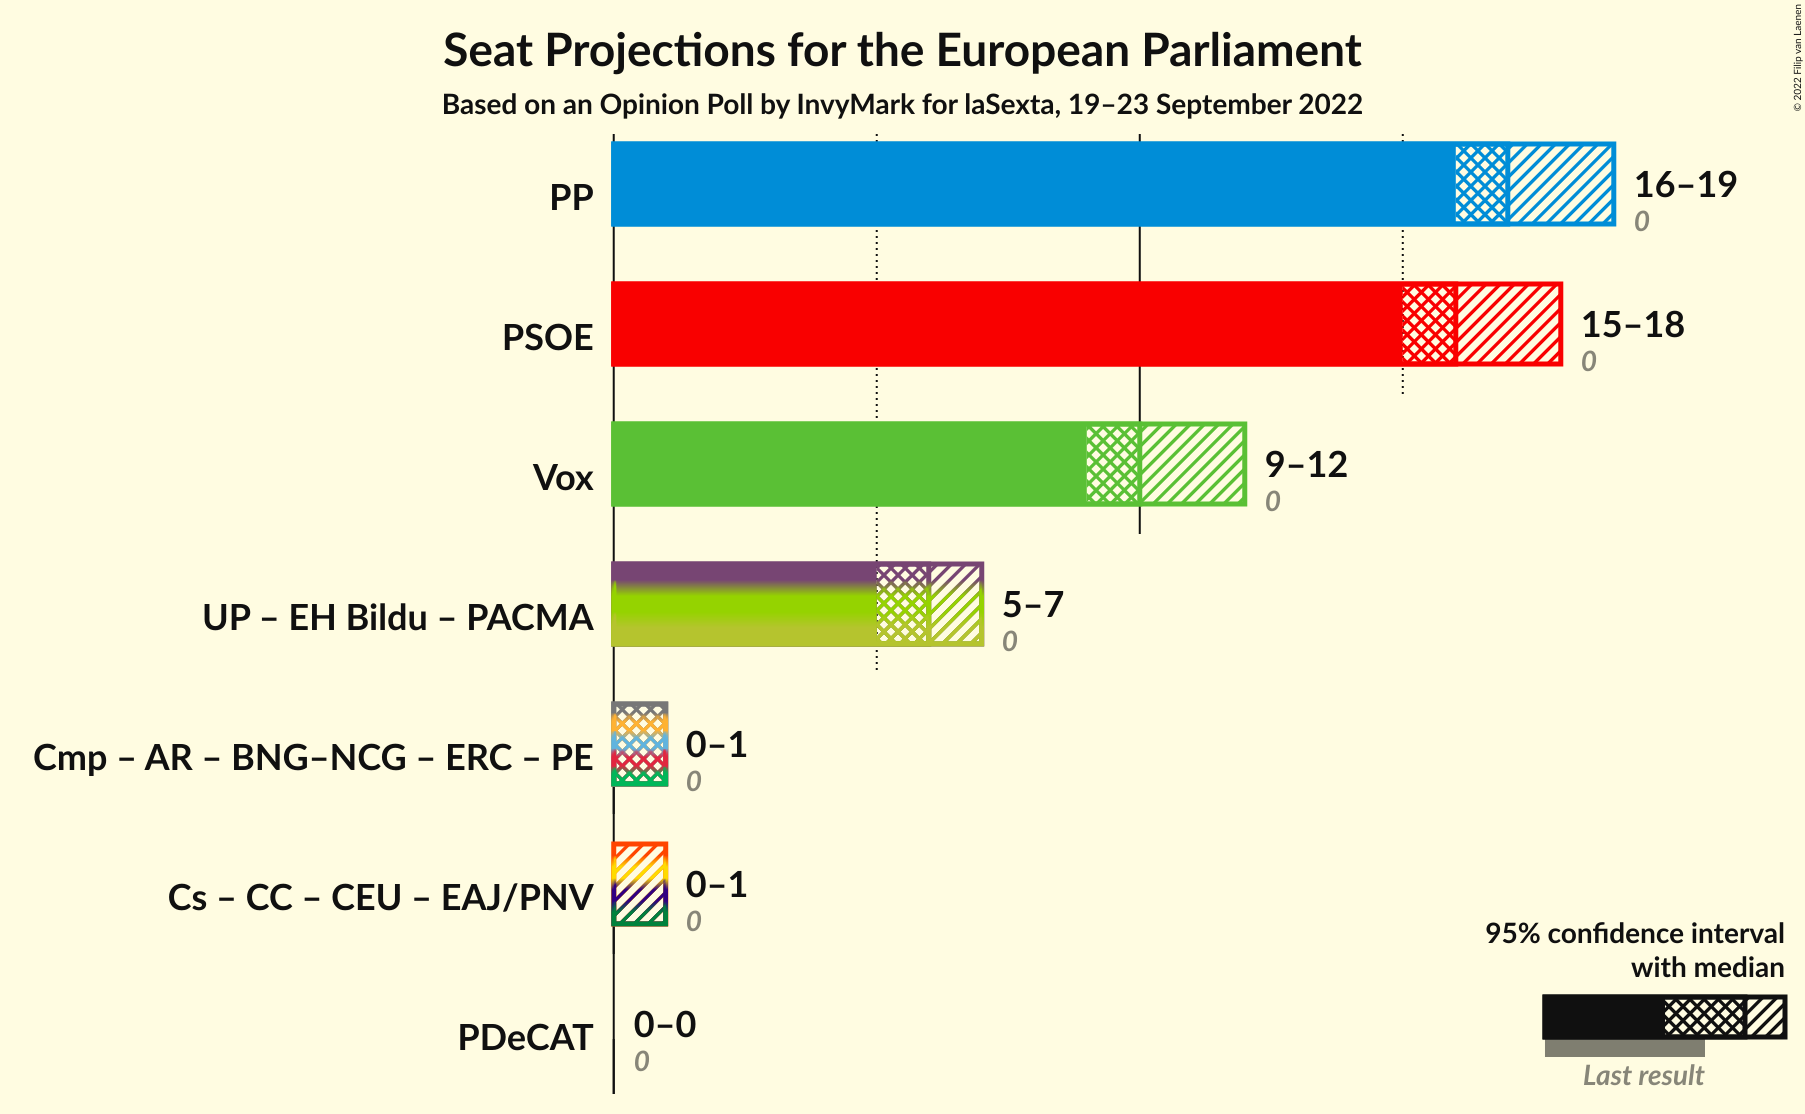 Seat Projections for the European Parliament
Based on an Opinion Poll by InvyMark for laSexta, 19–23 September 2022
© 2022 Filip van Laenen
PP
16–19
0
PSOE
15–18
0
Vox
9–12
0
UP – EH Bildu – PACMA
5–7
0
Cmp – AR – BNG–NCG – ERC – PE
0–1
0
Cs – CC – CEU – EAJ/PNV
0–1
0
PDeCAT
0–0
0
95% confidence interval
with median
Last result